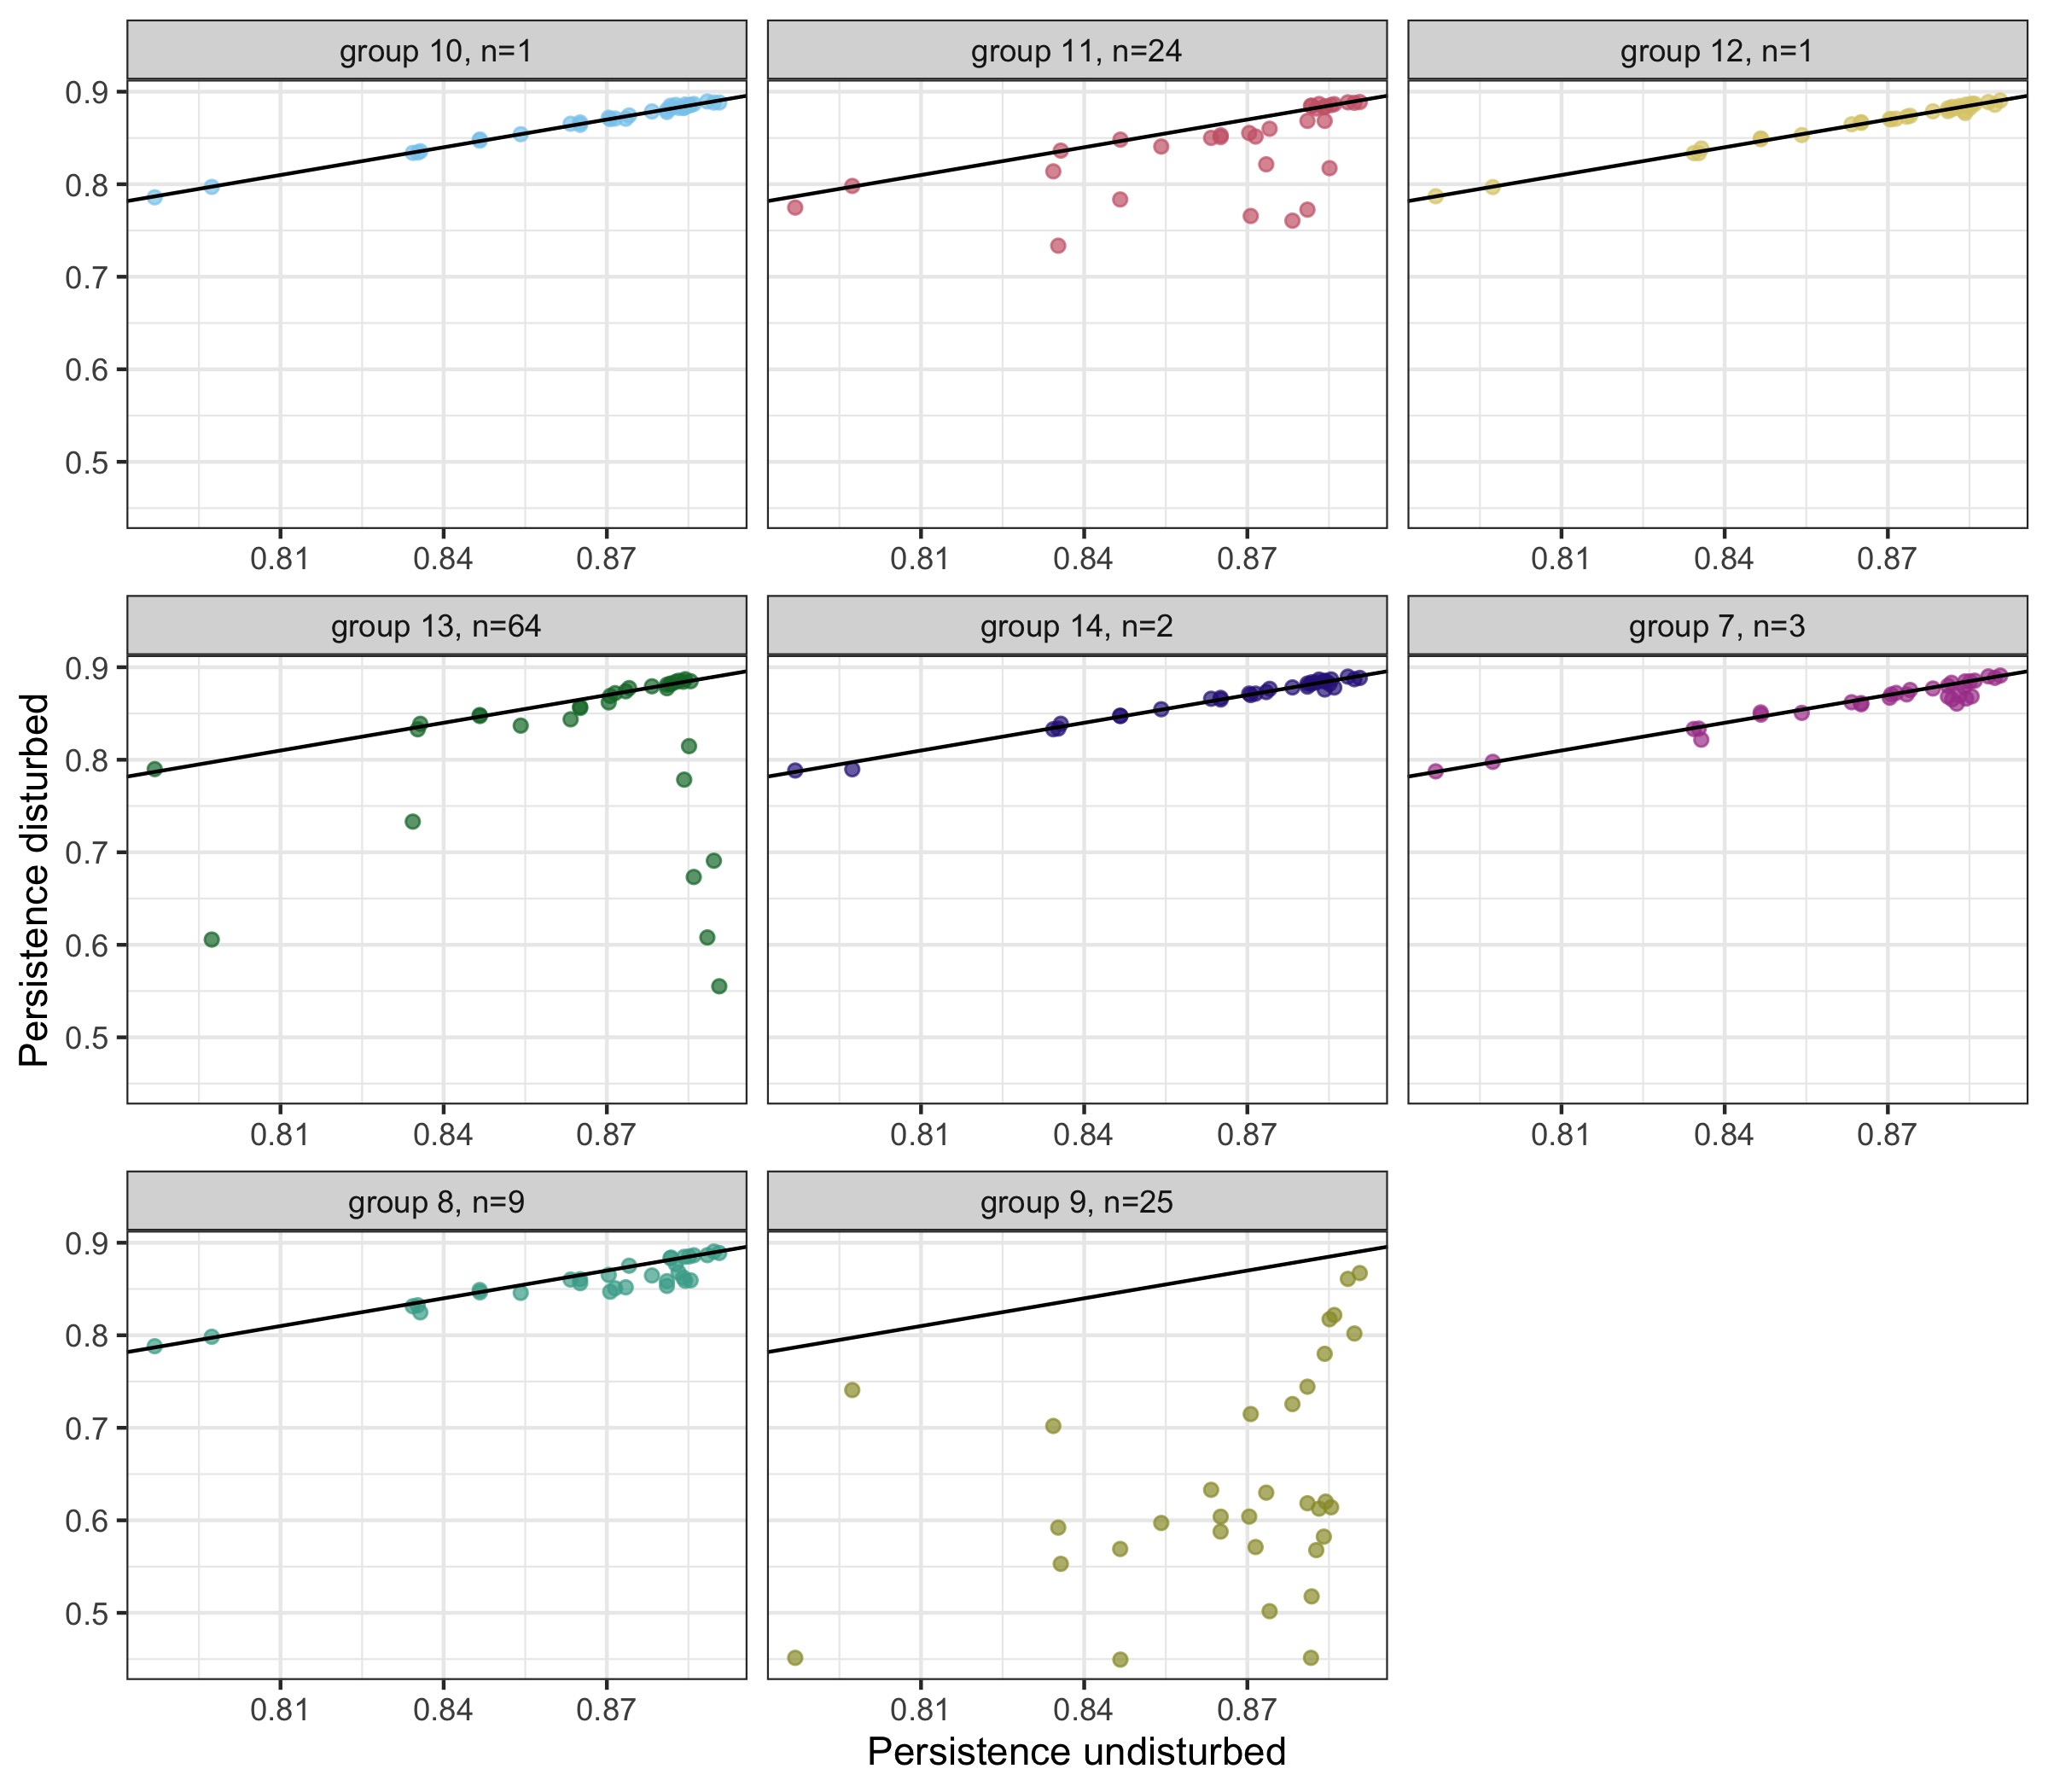 group 10, n=1
group 11, n=24
group 12, n=1
0.9
0.8
0.7
0.6
0.5
0.81 0.84 0.87
0.81 0.84 0.87
0.81 0.84 0.87
group 13, n=64
group 14, n=2
group 7, n=3
0.9
0.8
0.7
0.6
0.5
0.81 0.84 0.87
0.81 0.84 0.87
0.81 0.84 0.87
group 8, n=9
group 9, n=25
0.9
0.8
0.7
0.6
0.5
0.81 0.84 0.87
0.81 0.84 0.87
Persistence disturbed
Persistence undisturbed